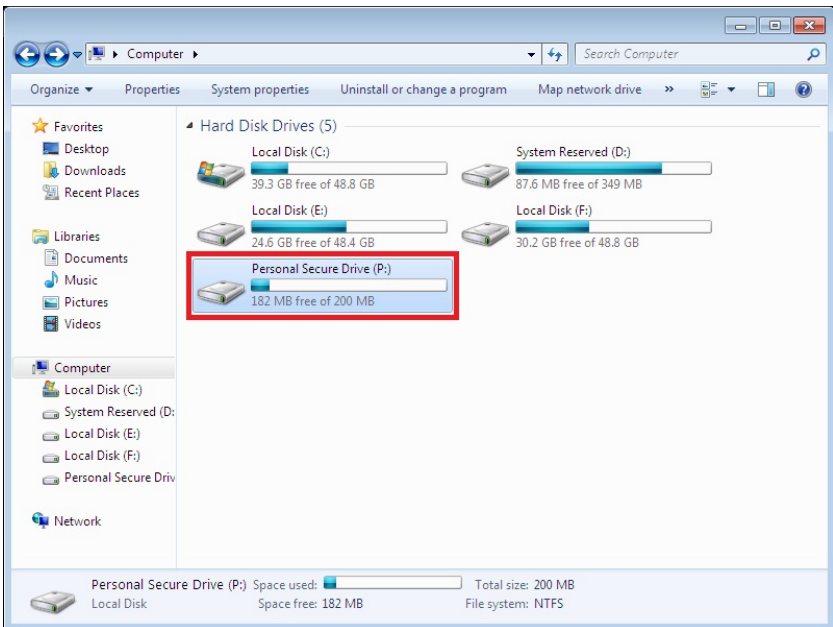 Computer
Search Computer
Organize Properties System properties Uninstall or change a program Map network drive »
Favorites
Desktop
Downloads
Recent Places
Libraries
Documents
Music
Pictures
Videos
Computer
Local Disk (C:)
System Reserved (D:
Local Disk (E:)
Local Disk (F:)
Personal Secure Driv
Network
Hard Disk Drives (5)
Local Disk (C:)
39.3 GB free of 48.8 GB
System Reserved (D:)
87.6 MB free of 349 MB
Local Disk (E:)
24.6 GB free of 48.4 GB
Local Disk (F:)
30.2 GB free of 48.8 GB
Personal Secure Drive (P:)
182 MB free of 200 MB
Personal Secure Drive (P:) Space used: Total size: 200 MB
Local Disk Space free: 182 MB File system: NTFS